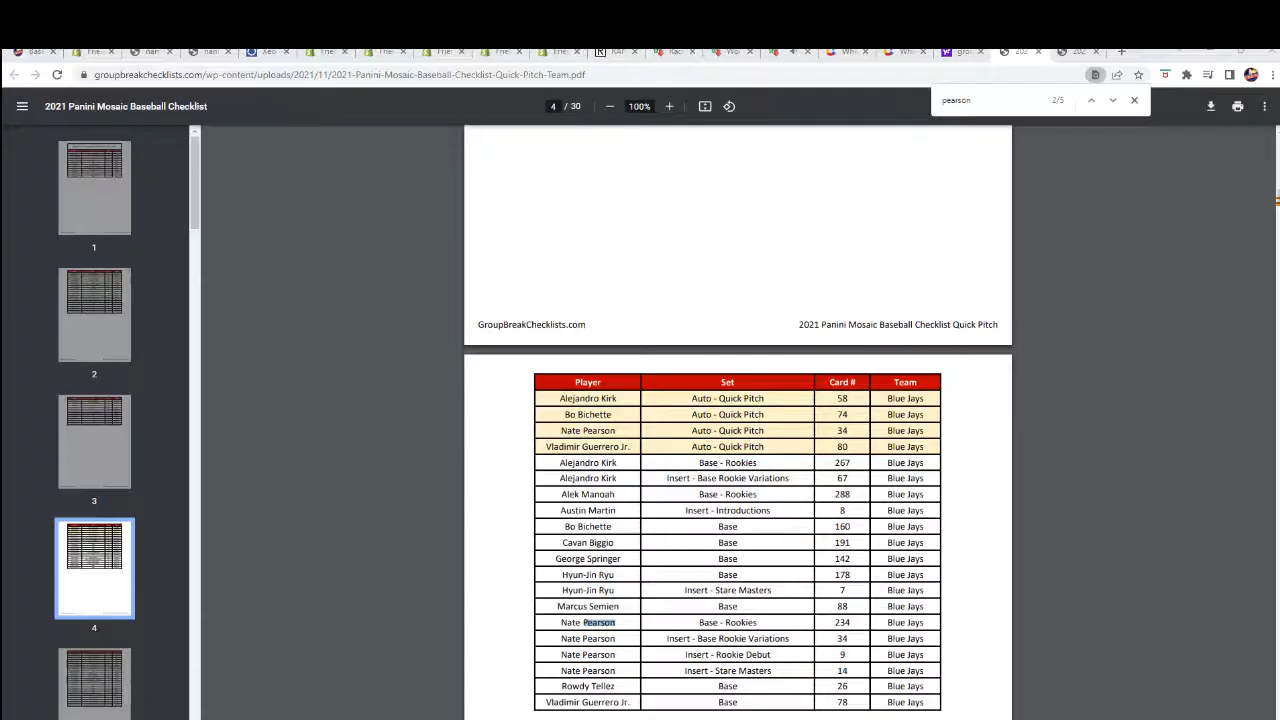 groupbreakchecklists.com/wp-content/uploads/2021/11/2021-Panini-Mosaic-Baseball-Checklist-Quick-Pitch-Team.pdf
pearson 2/5
2021 Panini Mosaic Baseball Checklist 4 / 30 100%
1
2
3
4
GroupBreakChecklists.com 2021 Panini Mosaic Baseball Checklist Quick Pitch
Player Set Card # Team
Alejandro Kirk Auto - Quick Pitch 58 Blue Jays
Bo Bichette Auto - Quick Pitch 74 Blue Jays
Nate Pearson Auto - Quick Pitch 34 Blue Jays
Vladimir Guerrero Jr. Auto - Quick Pitch 80 Blue Jays
Alejandro Kirk Base - Rookies 267 Blue Jays
Alejandro Kirk Insert - Base Rookie Variations 67 Blue Jays
Alek Manoah Base - Rookies 288 Blue Jays
Austin Martin Insert - Introductions 8 Blue Jays
Bo Bichette Base 160 Blue Jays
Cavan Biggio Base 191 Blue Jays
George Springer Base 142 Blue Jays
Hyun-Jin Ryu Base 178 Blue Jays
Hyun-Jin Ryu Insert - Stare Masters 7 Blue Jays
Marcus Semien Base 88 Blue Jays
Nate Pearson Base - Rookies 234 Blue Jays
Nate Pearson Insert - Base Rookie Variations 34 Blue Jays
Nate Pearson Insert - Rookie Debut 9 Blue Jays
Nate Pearson Insert - Stare Masters 14 Blue Jays
Rowdy Tellez Base 26 Blue Jays
Vladimir Guerrero Jr. Base 78 Blue Jays